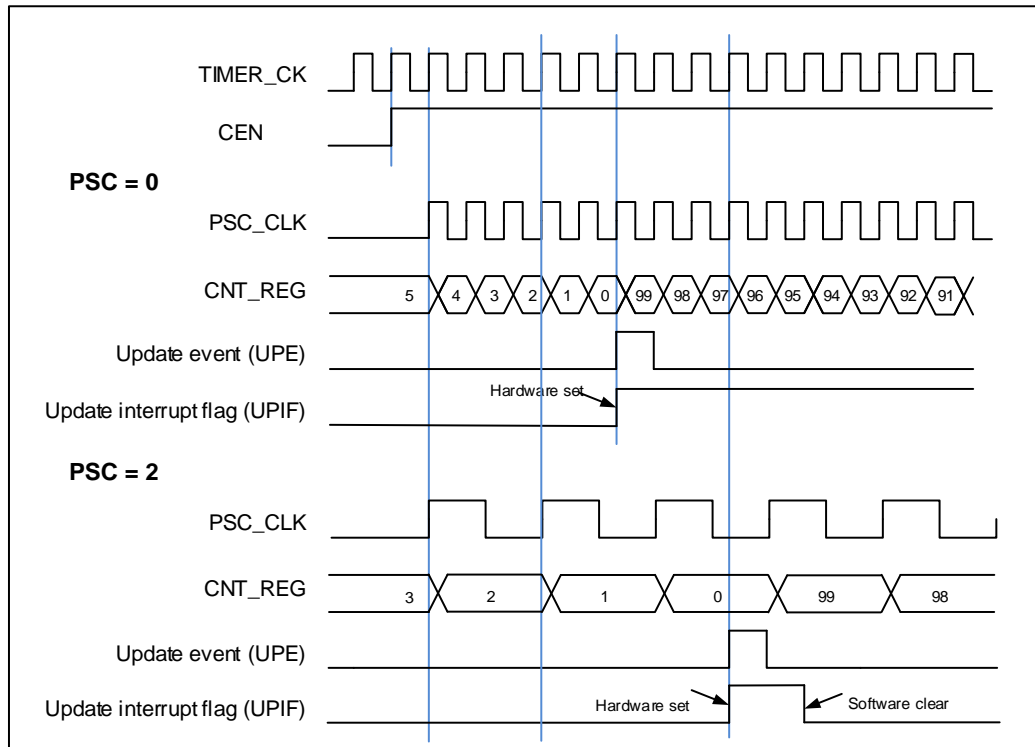 TIMER_CK
CEN
PSC = 0
PSC_CLK
CNT_REG 5 4 3 2 1 0 99 98 97 96 95 94 93 92 91
Update event (UPE)
Hardware set
Update interrupt flag (UPIF)
PSC = 2
PSC_CLK
CNT_REG 3 2 1 0 99 98
Update event (UPE)
Update interrupt flag (UPIF) Hardware set Software clear